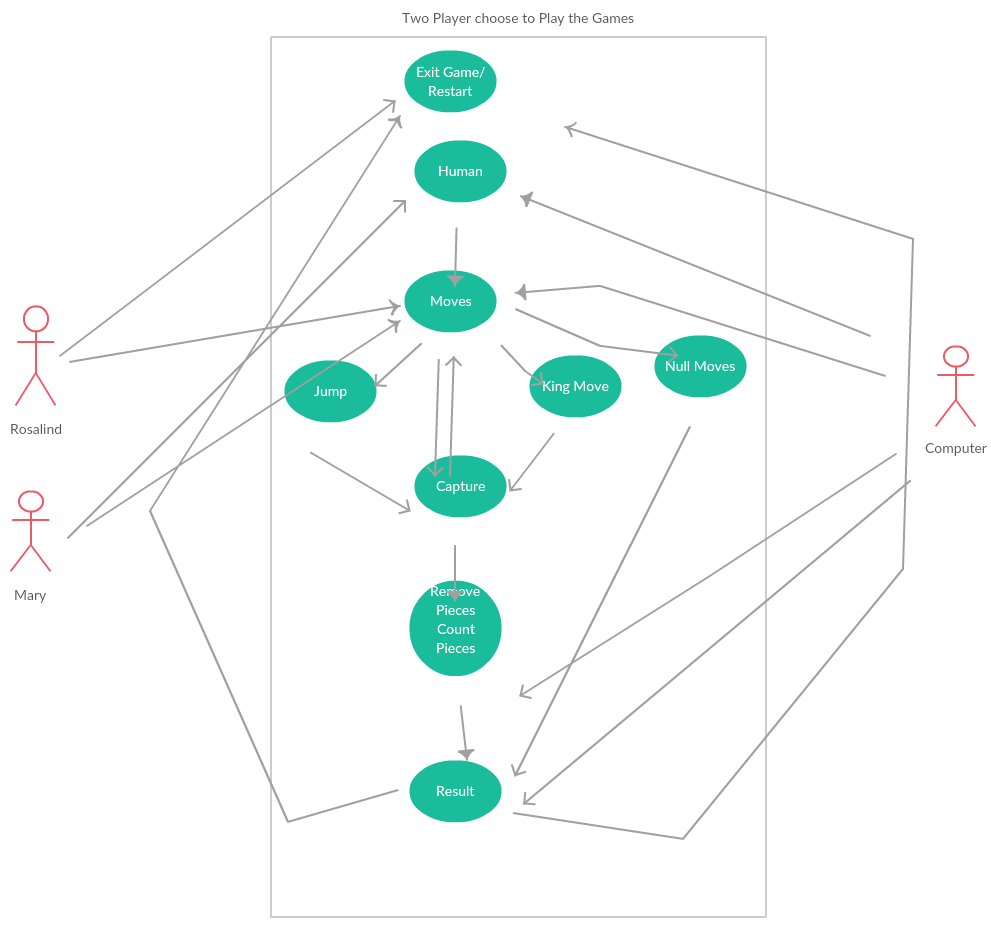 Two Player choose to Play the Games
Exit Game/
Restart
Human
Moves
Jump
King Move
Null Moves
Rosalind
Computer
Capture
Mary
Remove
Pieces
Count
Pieces
Result